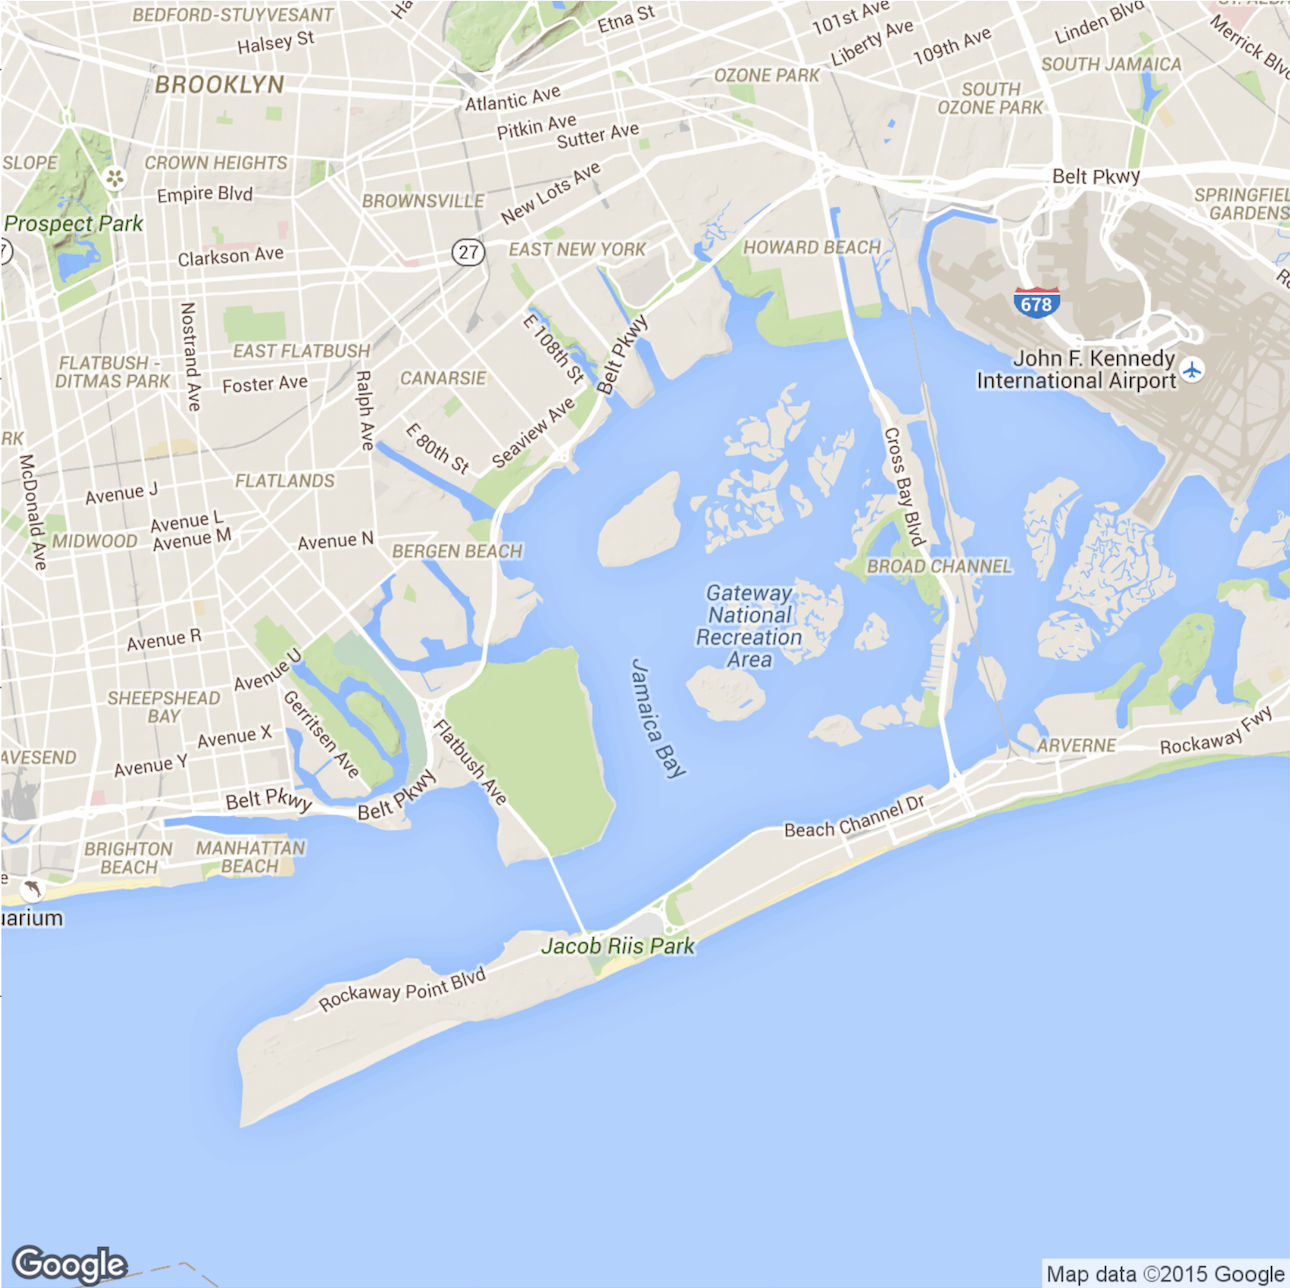 BEDFORD-STUYVESANT
Halsey St
Etna St
101st Ave
Liberty Ave
109th Ave
Linden Blvd
Merrick Blvd
BROOKLYN
Atlantic Ave
OZONE PARK
SOUTH JAMAICA
SOUTH
OZONE PARK
Pitkin Ave
Sutter Ave
SLOPE
CROWN HEIGHTS
Empire Blvd
BROWNSVILLE
New Lots Ave
Belt Pkwy
SPRINGFIEL
GARDENS
Prospect Park
Clarkson Ave
27
EAST NEW YORK
HOWARD BEACH
678
Nostrand Ave
E 108th St
Belt Pkwy
FLATBUSH -
DITMAS PARK
EAST FLATBUSH
Foster Ave
CANARSIE
John F. Kennedy
International Airport
Ralph Ave
Seaview Ave
E 80th St
Cross Bay Blvd
RK
McDonald Ave
Avenue J
FLATLANDS
Avenue L
Avenue M
MIDWOOD
Avenue N
BERGEN BEACH
BROAD CHANNEL
Gateway
National
Recreation
Area
Avenue R
Avenue U
Jamaica Bay
SHEEPSHEAD
BAY
Gerritsen Ave
Avenue X
Flatbush Ave
AVESEND
Avenue Y
ARVERNE
Rockaway Fwy
Belt Pkwy
Belt Pkwy
Beach Channel Dr
BRIGHTON
BEACH
MANHATTAN
BEACH
uarium
Jacob Riis Park
Rockaway Point Blvd
Google
Map data ©2015 Google